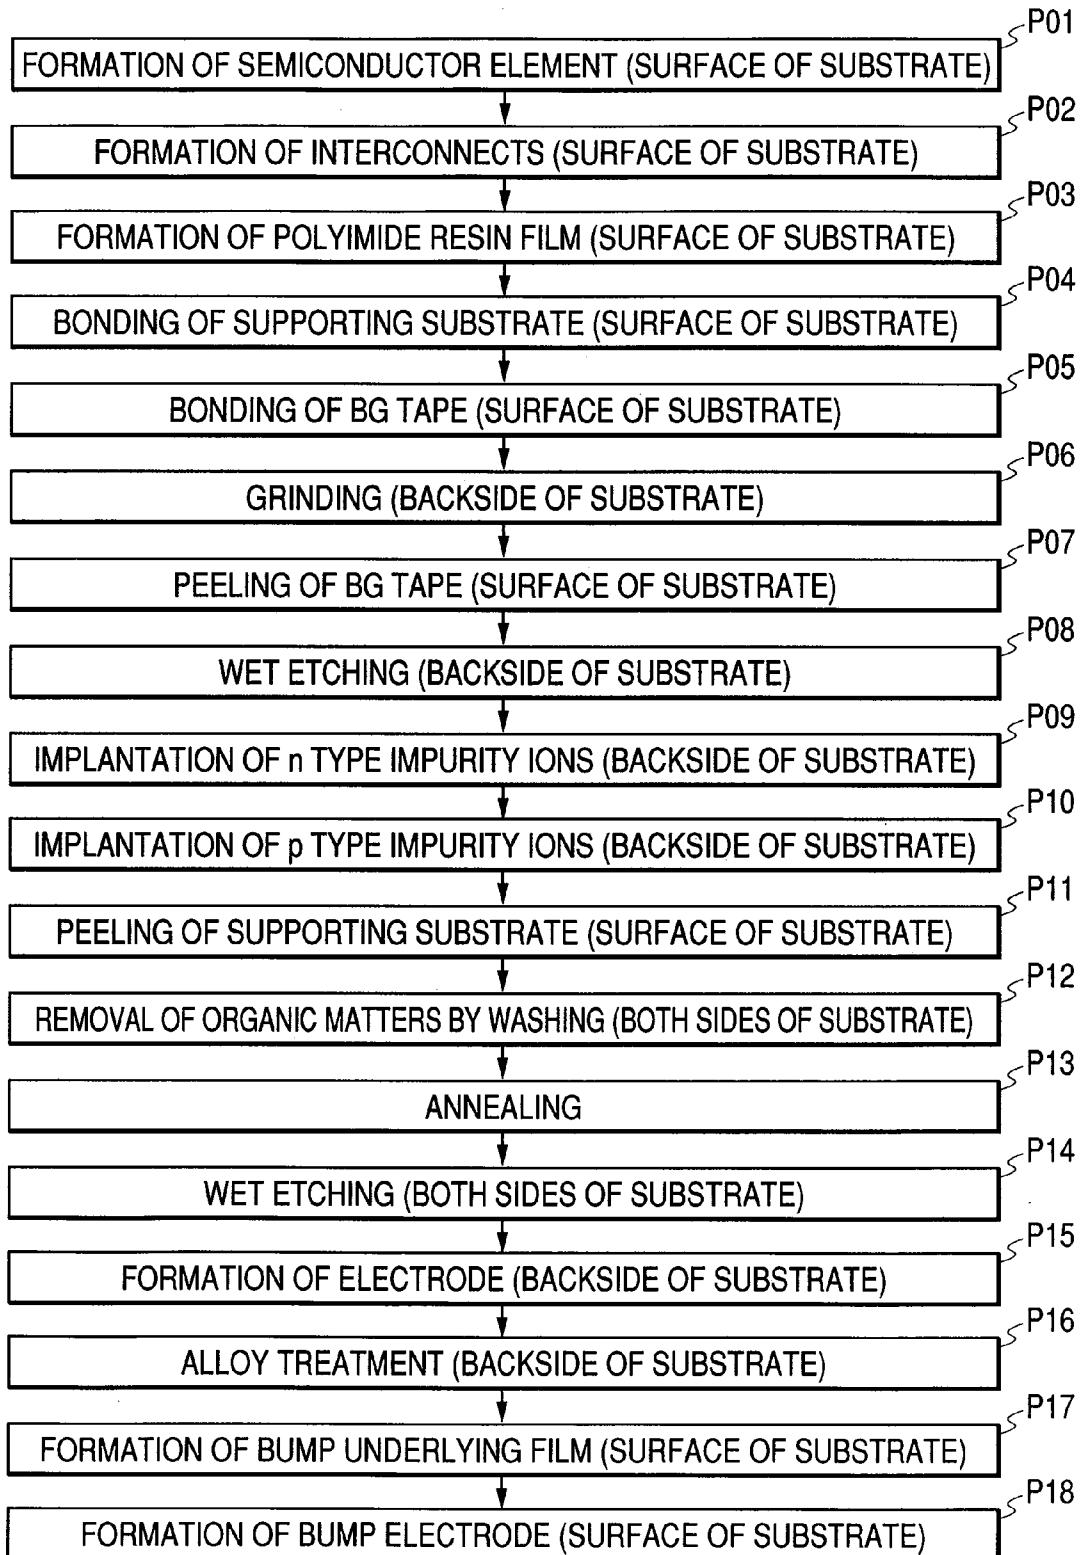 P01
FORMATION OF SEMICONDUCTOR ELEMENT (SURFACE OF SUBSTRATE)
P02
FORMATION OF INTERCONNECTS (SURFACE OF SUBSTRATE)
P03
FORMATION OF POLYIMIDE RESIN FILM (SURFACE OF SUBSTRATE)
P04
BONDING OF SUPPORTING SUBSTRATE (SURFACE OF SUBSTRATE)
P05
BONDING OF BG TAPE (SURFACE OF SUBSTRATE)
P06
GRINDING (BACKSIDE OF SUBSTRATE)
P07
PEELING OF BG TAPE (SURFACE OF SUBSTRATE)
P08
WET ETCHING (BACKSIDE OF SUBSTRATE)
P09
IMPLANTATION OF n TYPE IMPURITY IONS (BACKSIDE OF SUBSTRATE)
P10
IMPLANTATION OF p TYPE IMPURITY IONS (BACKSIDE OF SUBSTRATE)
P11
PEELING OF SUPPORTING SUBSTRATE (SURFACE OF SUBSTRATE)
P12
REMOVAL OF ORGANIC MATTERS BY WASHING (BOTH SIDES OF SUBSTRATE)
P13
ANNEALING
P14
WET ETCHING (BOTH SIDES OF SUBSTRATE)
P15
FORMATION OF ELECTRODE (BACKSIDE OF SUBSTRATE)
P16
ALLOY TREATMENT (BACKSIDE OF SUBSTRATE)
P17
FORMATION OF BUMP UNDERLYING FILM (SURFACE OF SUBSTRATE)
P18
FORMATION OF BUMP ELECTRODE (SURFACE OF SUBSTRATE)